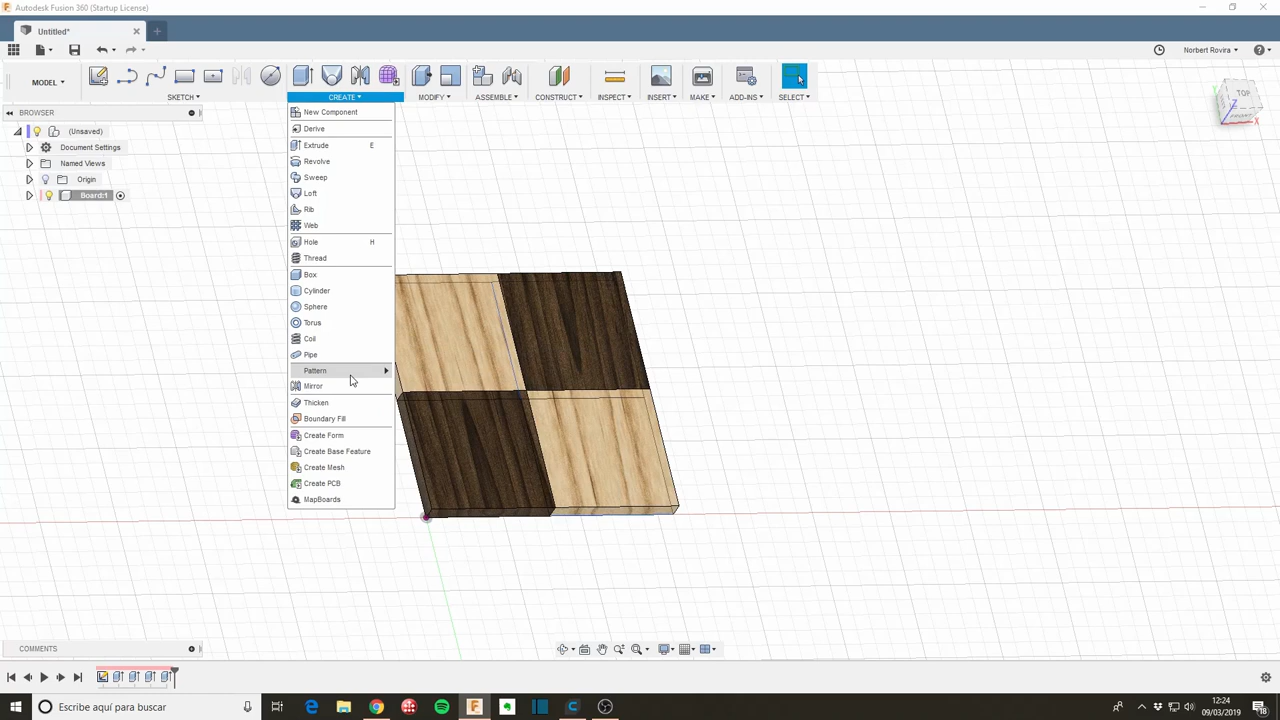 Autodesk Fusion 360 (Startup License)
Untitled*
Norbert Rovira
MODEL
SKETCH
CREATE
MODIFY
ASSEMBLE
CONSTRUCT
INSPECT
INSERT
MAKE
ADD-INS
SELECT
TOP
FRONT
X
Y
Z
BROWSER
(Unsaved)
Document Settings
Named Views
Origin
Board:1
New Component
Derive
Extrude E
Revolve
Sweep
Loft
Rib
Web
Hole H
Thread
Box
Cylinder
Sphere
Torus
Coil
Pipe
Pattern
Mirror
Thicken
Boundary Fill
Create Form
Create Base Feature
Create Mesh
Create PCB
MapBoards
COMMENTS
Escribe aquí para buscar
12:24
09/03/2019
18